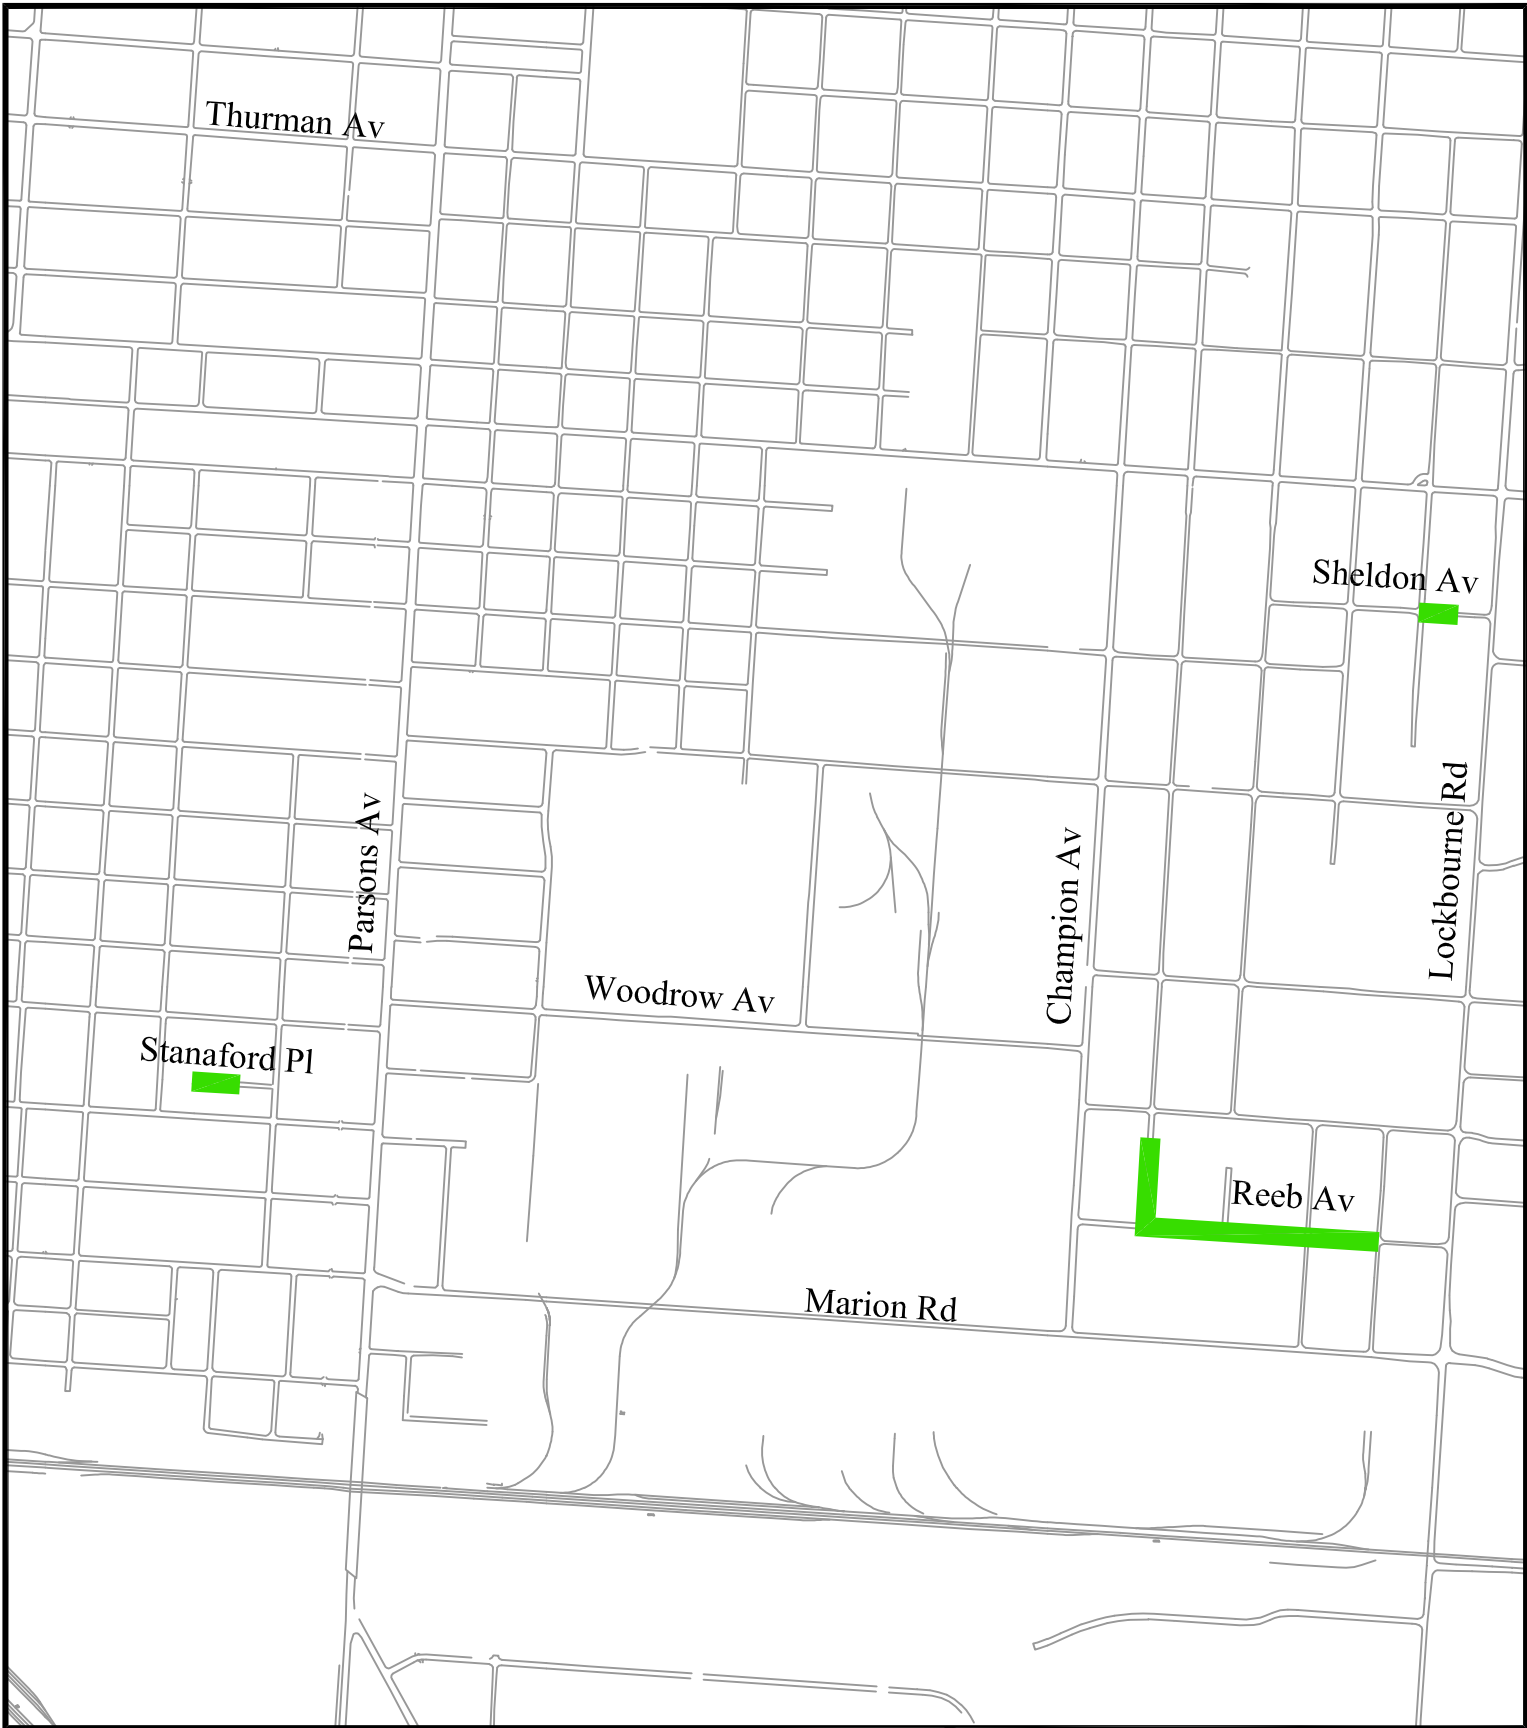 Thurman Av
Sheldon Av
Parsons Av
Champion Av
Lockbourne Rd
Woodrow Av
Stanaford Pl
Reeb Av
Marion Rd